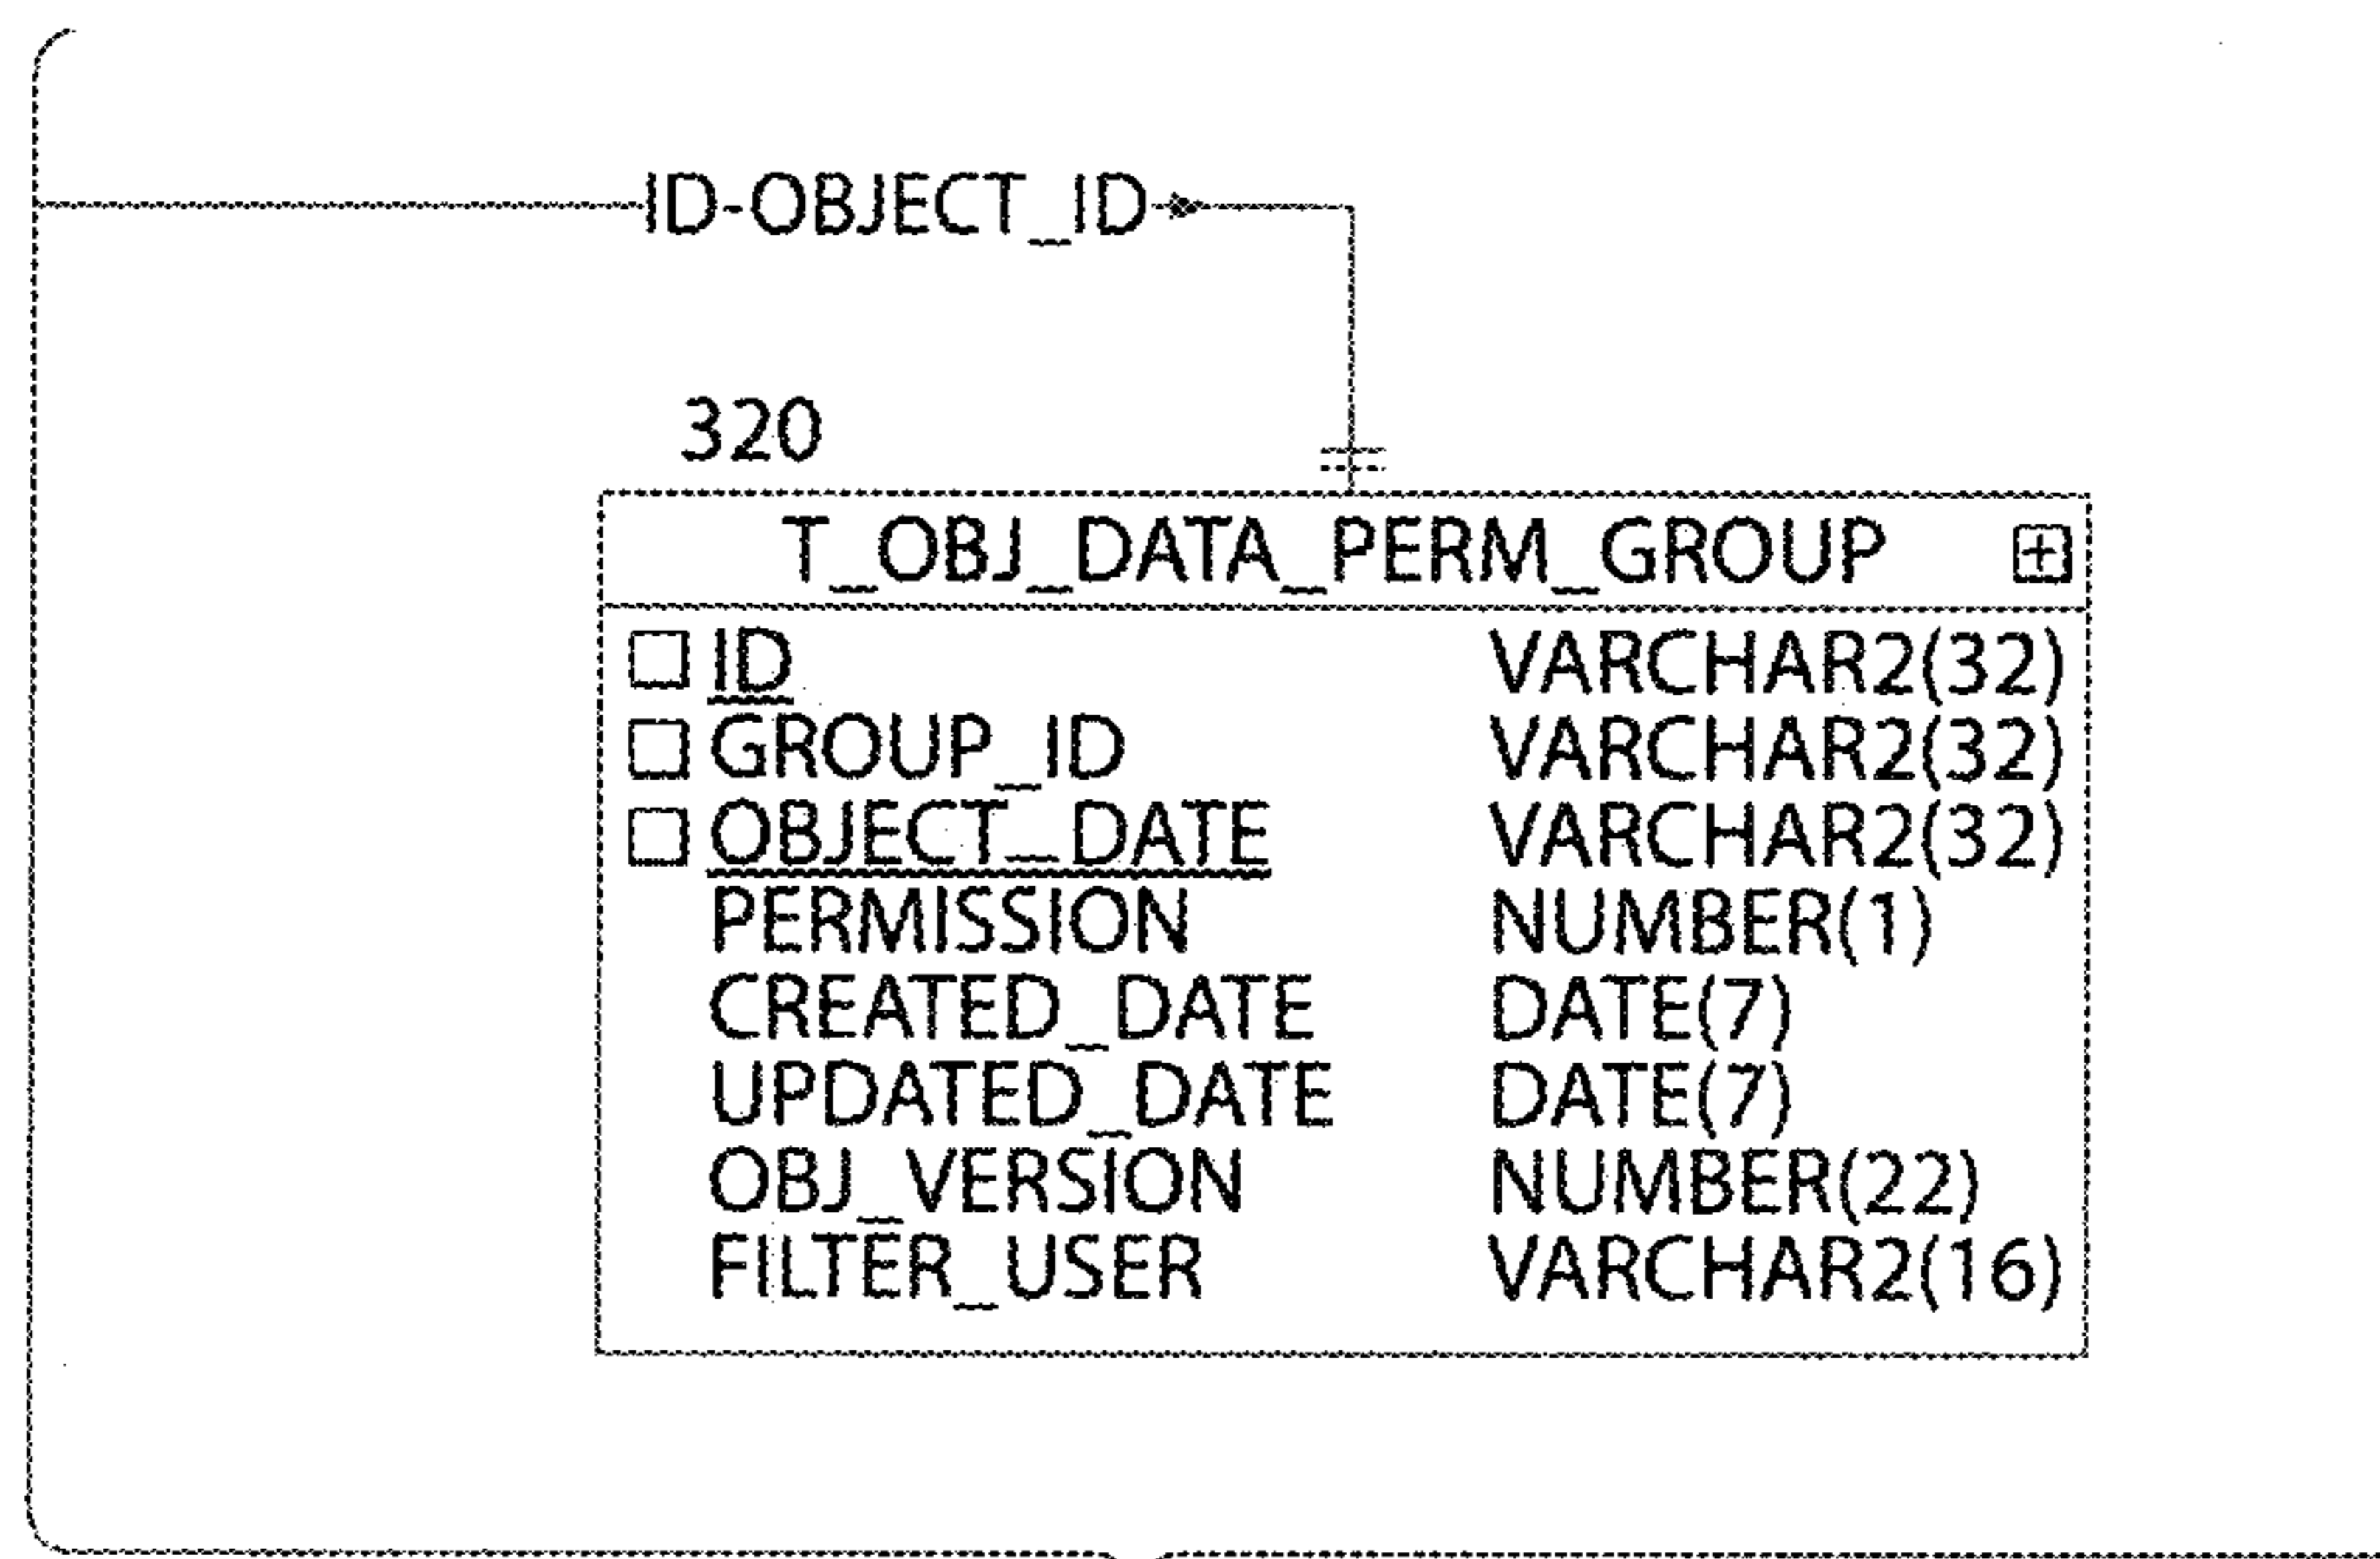 ID-OBJECT_ID
320
T_OBJ_DATA_PERM_GROUP
ID VARCHAR2(32)
GROUP_ID VARCHAR2(32)
OBJECT_DATE VARCHAR2(32)
PERMISSION NUMBER(1)
CREATED_DATE DATE(7)
UPDATED_DATE DATE(7)
OBJ_VERSION NUMBER(22)
FILTER_USER VARCHAR2(16)